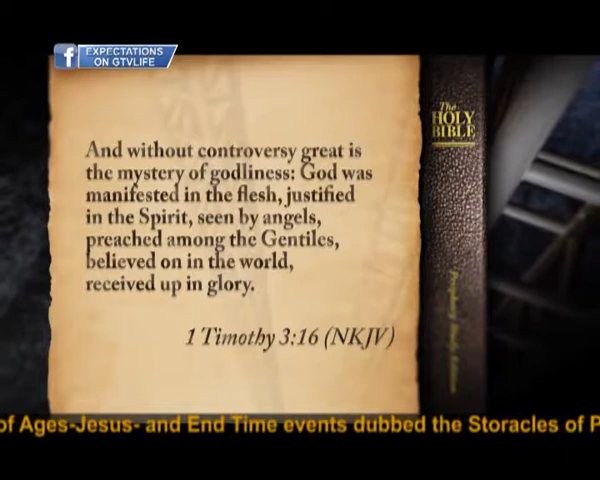 EXPECTATIONS
ON GTVLIFE
And without controversy great is
the mystery of godliness: God was
manifested in the flesh, justified
in the Spirit, seen by angels,
preached among the Gentiles,
believed on in the world,
received up in glory.
1 Timothy 3:16 (NKJV)
The
HOLY
BIBLE
Prophecy Study Edition
of Ages-Jesus- and End Time events dubbed the Storacles of P